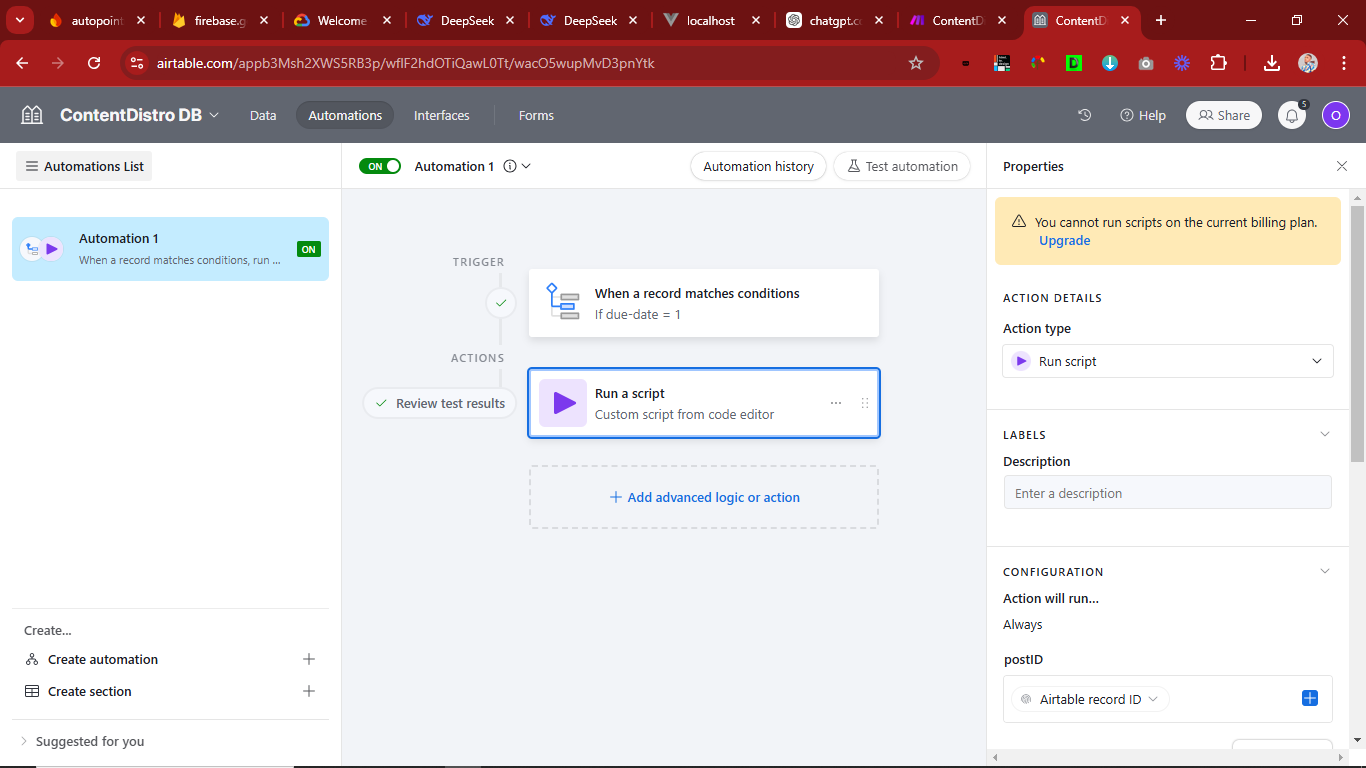 autopoint
firebase.g
Welcome
DeepSeek
DeepSeek
localhost
chatgpt.co
ContentDi
ContentDi
airtable.com/appb3Msh2XWS5RB3p/wflF2hdOTiQawL0Tt/wacO5wupMvD3pnYtk
ContentDistro DB
Data
Automations
Interfaces
Forms
Help
Share
5
O
Automations List
ON
Automation 1
Automation history
Test automation
Properties
Automation 1
When a record matches conditions, run ...
ON
TRIGGER
When a record matches conditions
If due-date = 1
ACTIONS
Review test results
Run a script
Custom script from code editor
Add advanced logic or action
You cannot run scripts on the current billing plan.
Upgrade
ACTION DETAILS
Action type
Run script
LABELS
Description
Enter a description
CONFIGURATION
Action will run...
Always
postID
Airtable record ID
Create...
Create automation
Create section
Suggested for you